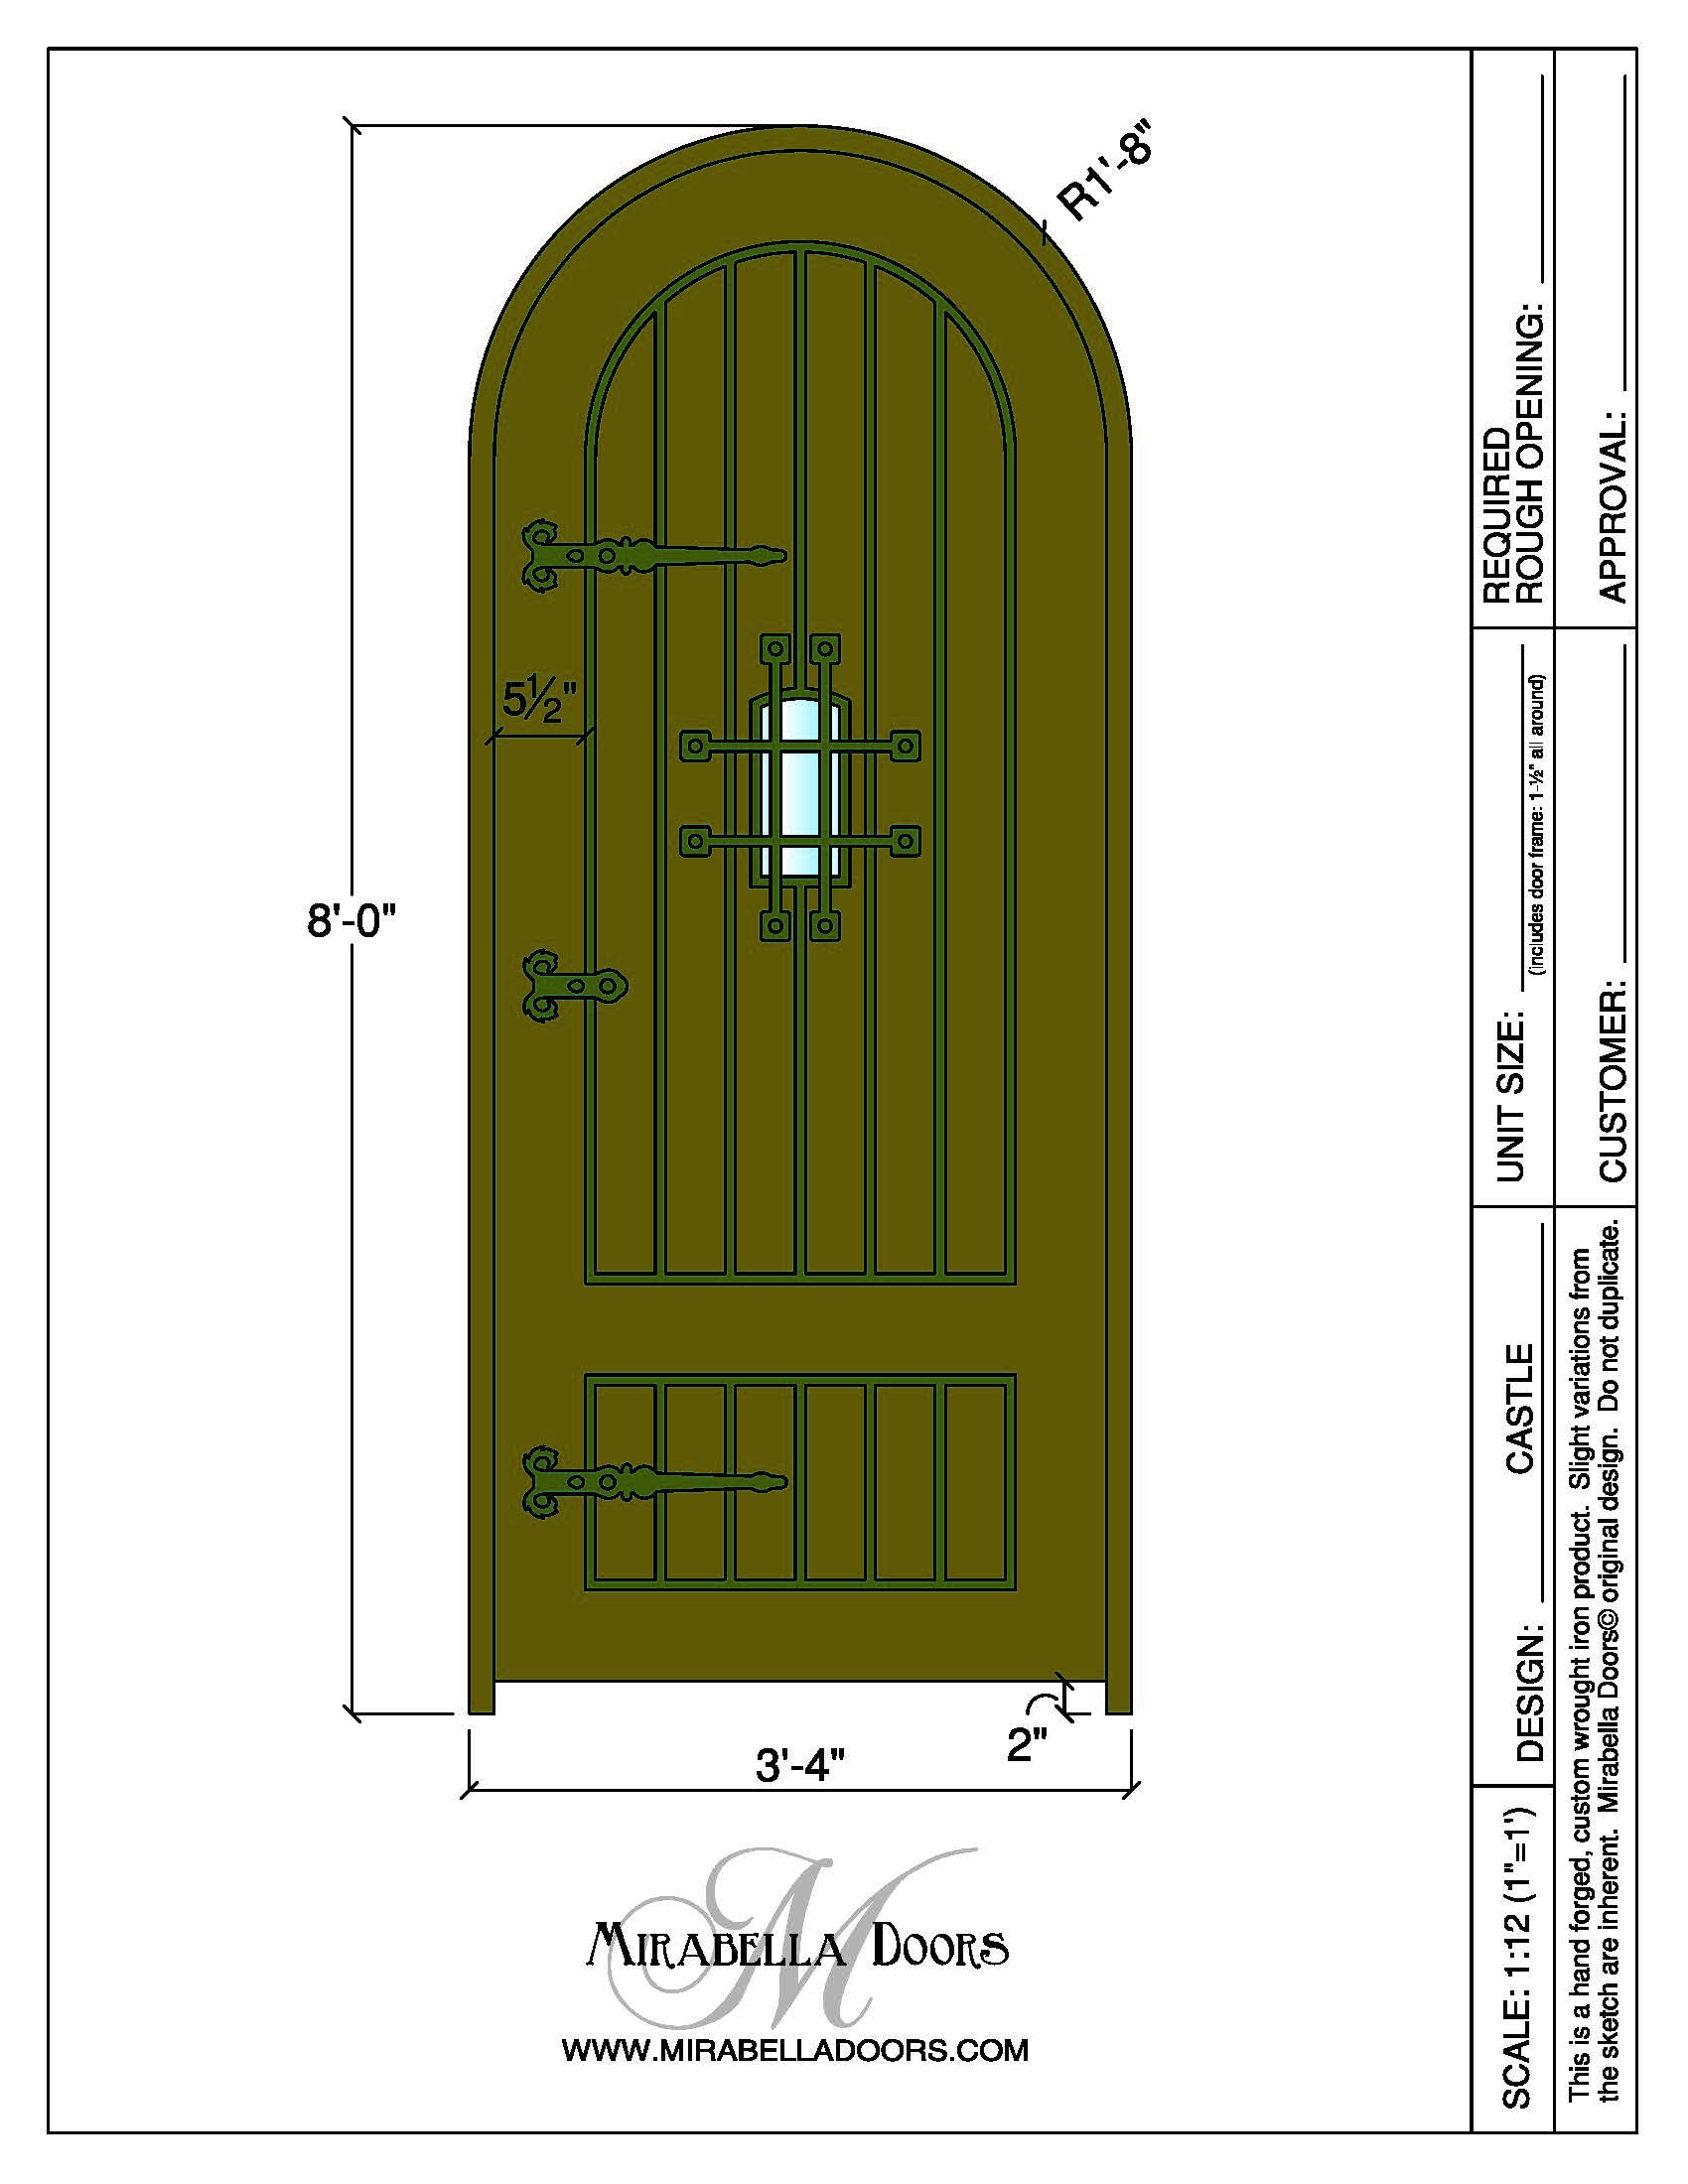 R1'-8"
5½"
8'-0"
2"
3'-4"
MIRABELLA DOORS
M
WWW.MIRABELLADOORS.COM
SCALE: 1:12 (1"=1')
DESIGN: CASTLE
UNIT SIZE:
(includes door frame: 1-½" all around)
REQUIRED
ROUGH OPENING:
This is a hand forged, custom wrought iron product. Slight variations from
the sketch are inherent. Mirabella Doors© original design. Do not duplicate.
CUSTOMER:
APPROVAL: